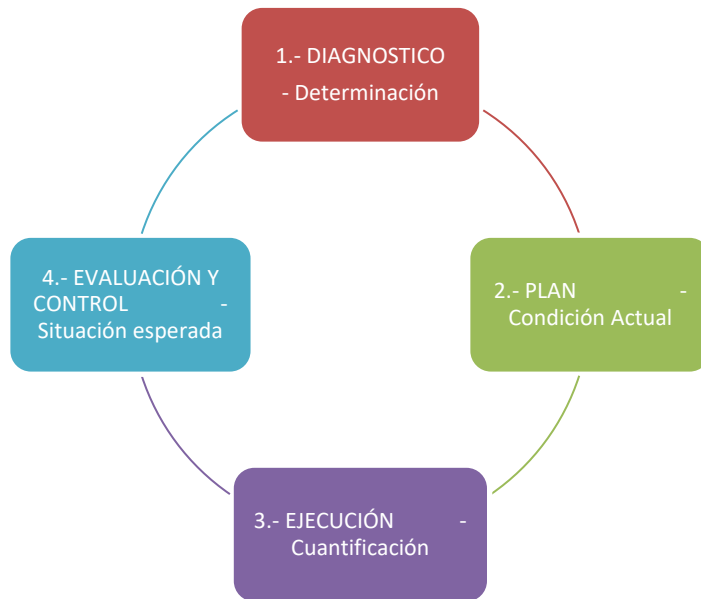 1.- DIAGNOSTICO
- Determinación
2.- PLAN -
Condición Actual
3.- EJECUCIÓN -
Cuantificación
4.- EVALUACIÓN Y
CONTROL -
Situación esperada